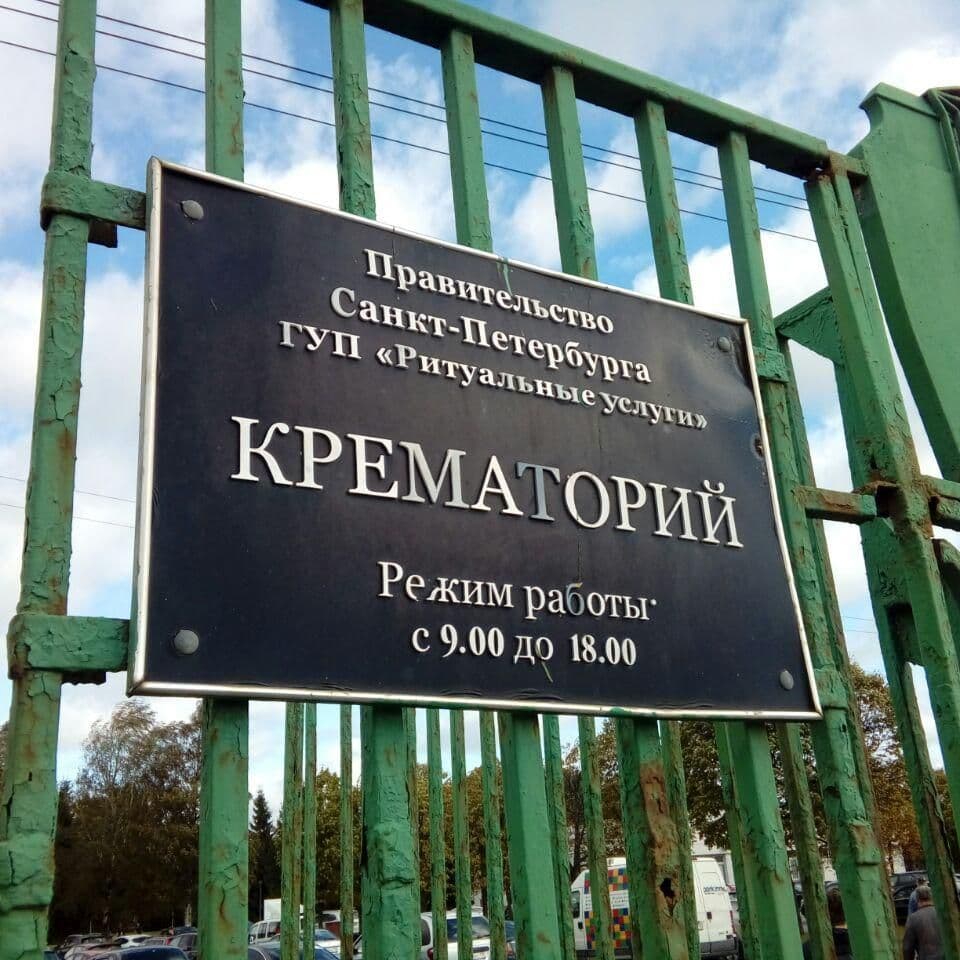 Правительство
Санкт-Петербурга
ГУП «Ритуальные услуги»
КРЕМАТОРИЙ
Режим работы:
с 9.00 до 18.00